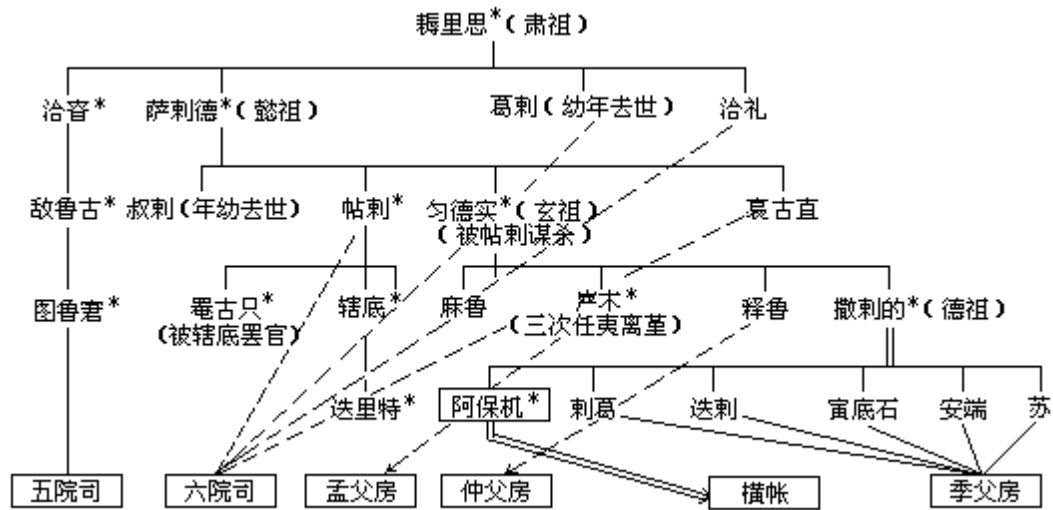 耨里思*(肃祖)
洽昚* 萨剌德*(懿祖) 葛剌(幼年去世) 洽礼
敌鲁古* 叔剌(年幼去世) 帖剌* 匀德实*(玄祖) 裛古直
(被帖剌谋杀)
图鲁窘* 罨古只* 辖底* 麻鲁 岩木* 释鲁 撒剌的*(德祖)
(被辖底罢官) (三次任夷离堇)
迭里特* 阿保机* 剌葛 迭剌 寅底石 安端 苏
五院司 六院司 孟父房 仲父房 横帐 季父房